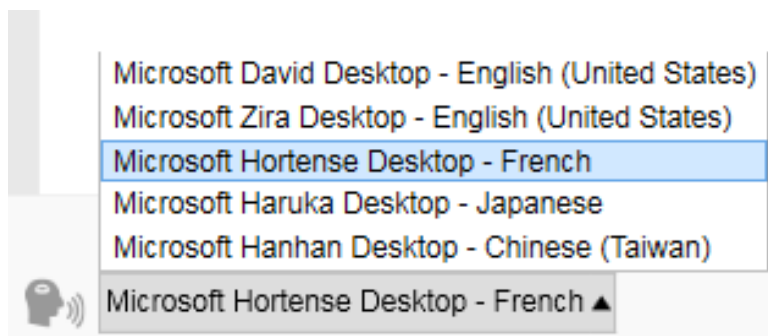 Microsoft David Desktop - English (United States)
Microsoft Zira Desktop - English (United States)
Microsoft Hortense Desktop - French
Microsoft Haruka Desktop - Japanese
Microsoft Hanhan Desktop - Chinese (Taiwan)
Microsoft Hortense Desktop - French ▲